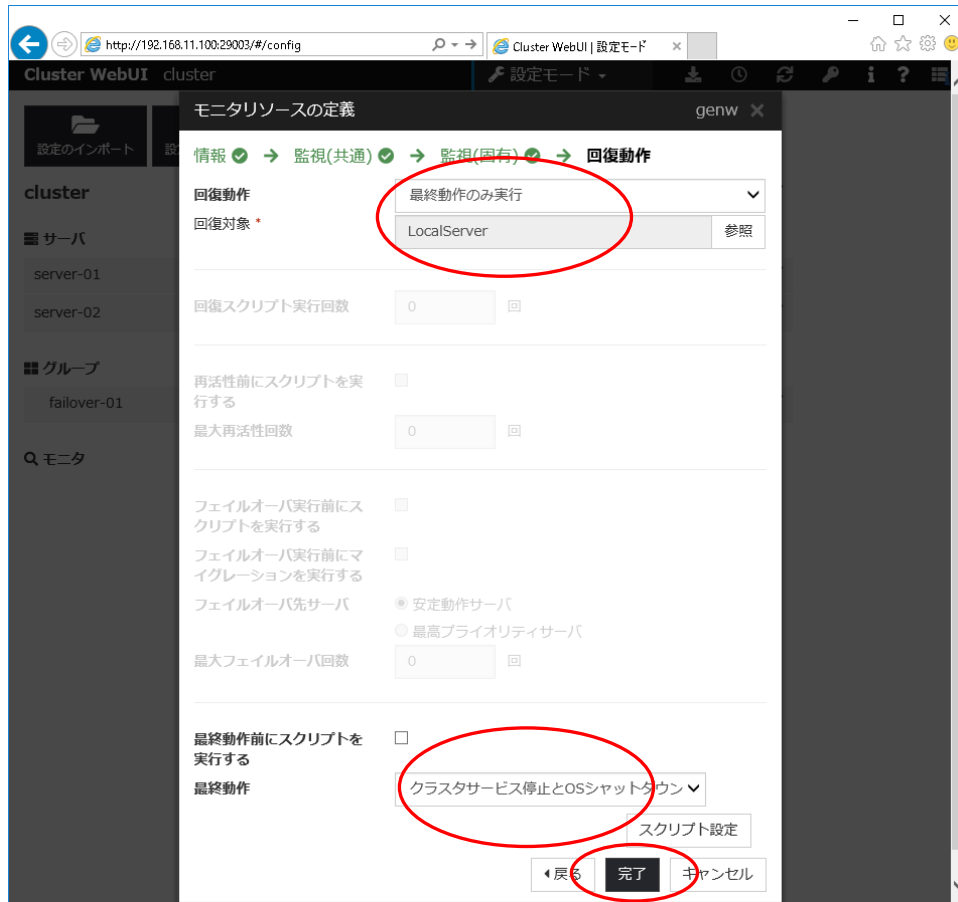 http://192.168.11.100:29003/#/config
Cluster WebUI | 設定モード
Cluster WebUI cluster
設定モード
モニタリソースの定義 genw
設定のインポート
設
情報 → 監視(共通) → 監視(固有) → 回復動作
cluster
回復動作 最終動作のみ実行
回復対象 * LocalServer 参照
サーバ
server-01
server-02
回復スクリプト実行回数 0 回
グループ
failover-01
再活性前にスクリプトを実
行する
最大再活性回数 0 回
モニタ
フェイルオーバ実行前にス
クリプトを実行する
フェイルオーバ実行前にマ
イグレーションを実行する
フェイルオーバ先サーバ 安定動作サーバ
最高プライオリティサーバ
最大フェイルオーバ回数 0 回
最終動作前にスクリプトを
実行する
最終動作 クラスタサービス停止とOSシャットダウン
スクリプト設定
戻る 完了 キャンセル